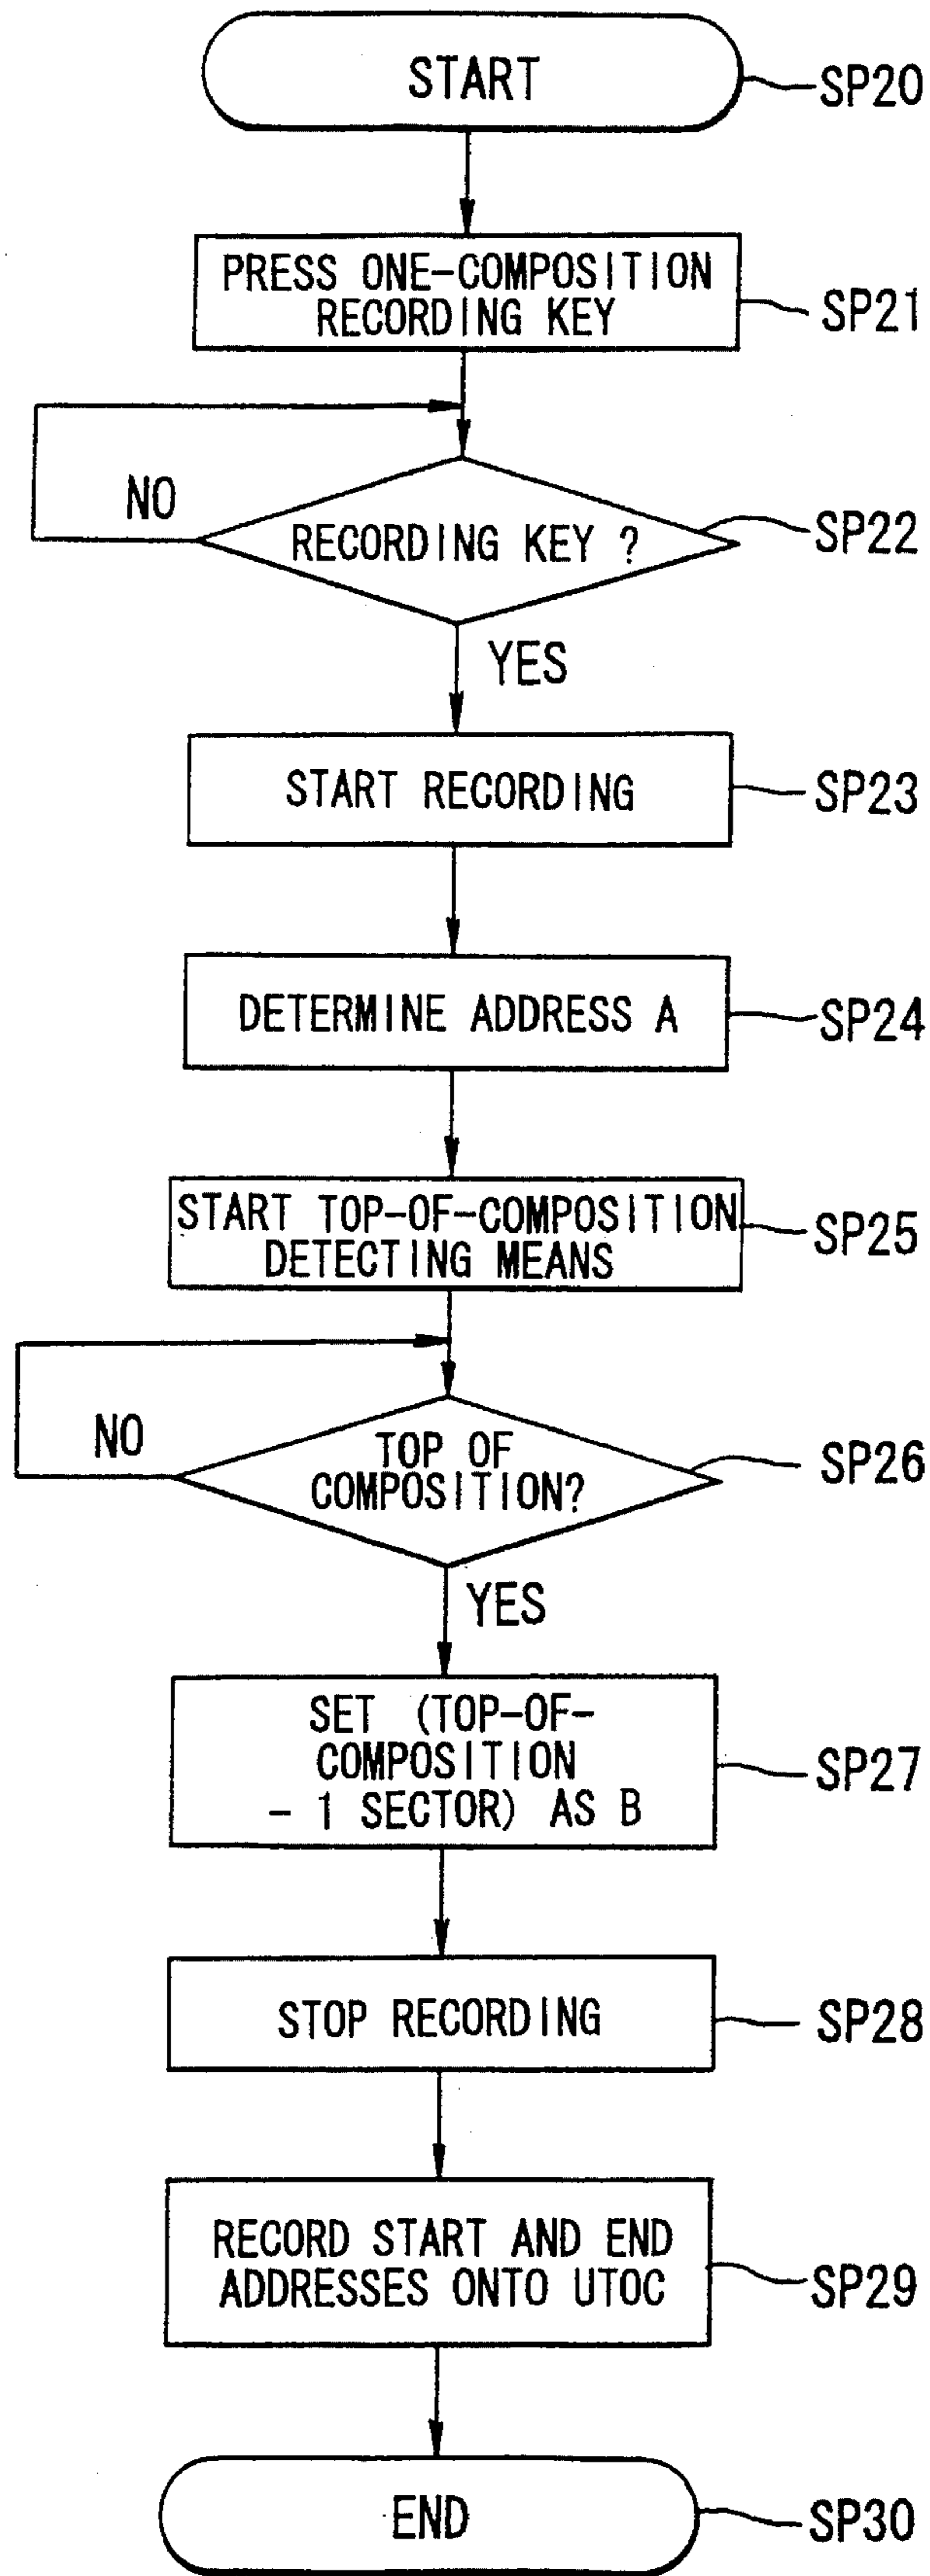 START
SP20
PRESS ONE-COMPOSITION
RECORDING KEY
SP21
NO
RECORDING KEY ?
SP22
YES
START RECORDING
SP23
DETERMINE ADDRESS A
SP24
START TOP-OF-COMPOSITION
DETECTING MEANS
SP25
NO
TOP OF
COMPOSITION?
SP26
YES
SET (TOP-OF-
COMPOSITION
- 1 SECTOR) AS B
SP27
STOP RECORDING
SP28
RECORD START AND END
ADDRESSES ONTO UTOC
SP29
END
SP30